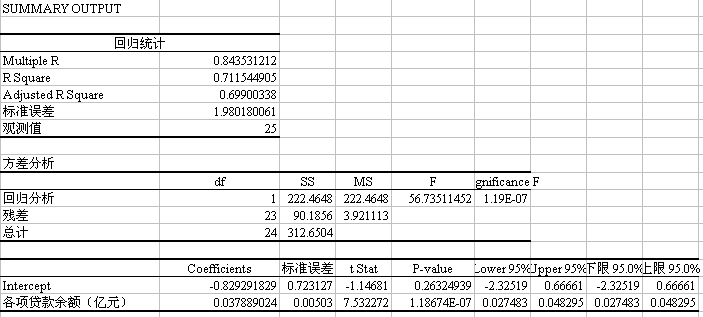 SUMMARY OUTPUT
回归统计
Multiple R 0.843531212
R Square 0.711544905
Adjusted R Square 0.69900338
标准误差 1.980180061
观测值 25
方差分析
df SS MS F gnificance F
回归分析 1 222.4648 222.4648 56.73511452 1.19E-07
残差 23 90.1856 3.921113
总计 24 312.6504
Coefficients 标准误差 t Stat P-value Lower 95% Upper 95% 下限 95.0% 上限 95.0%
Intercept -0.829291829 0.723127 -1.14681 0.26324939 -2.32519 0.66661 -2.32519 0.66661
各项贷款余额（亿元） 0.037889024 0.00503 7.532272 1.18674E-07 0.027483 0.048295 0.027483 0.048295